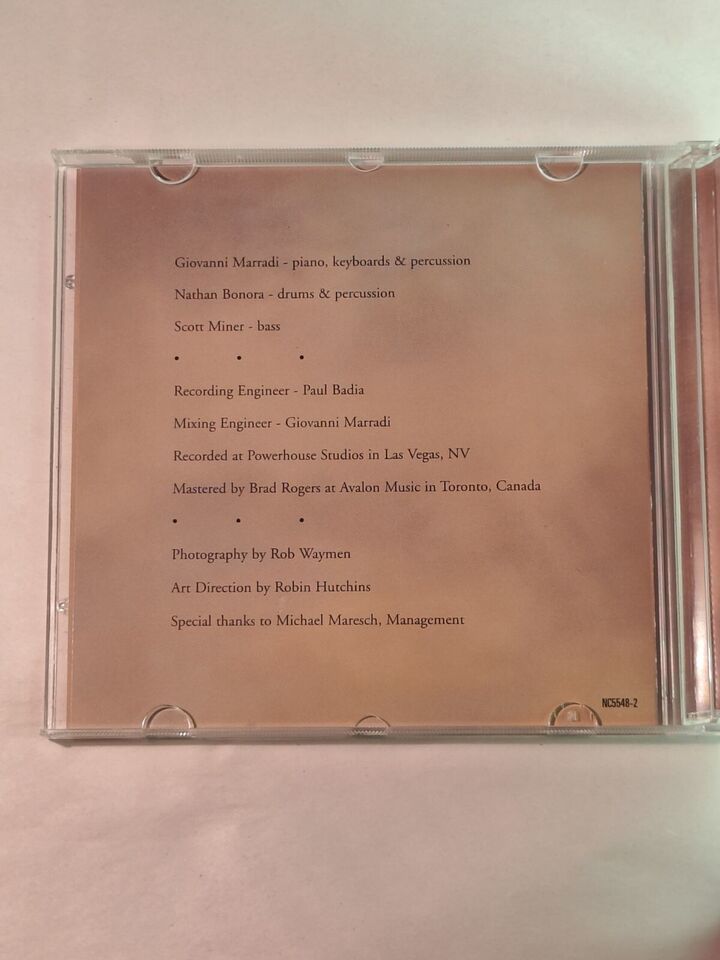 Giovanni Marradi - piano, keyboards & percussion
Nathan Bonora - drums & percussion
Scott Miner - bass
• • •
Recording Engineer - Paul Badia
Mixing Engineer - Giovanni Marradi
Recorded at Powerhouse Studios in Las Vegas, NV
Mastered by Brad Rogers at Avalon Music in Toronto, Canada
• • •
Photography by Rob Waymen
Art Direction by Robin Hutchins
Special thanks to Michael Maresch, Management
NC5548-2